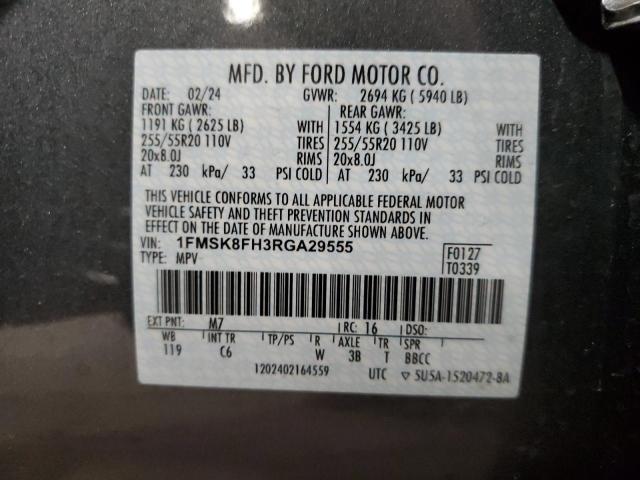 MFD. BY FORD MOTOR CO.
DATE: 02/24 GVWR: 2694 KG ( 5940 LB)
FRONT GAWR: REAR GAWR:
1191 KG ( 2625 LB) WITH 1554 KG ( 3425 LB) WITH
255/55R20 110V TIRES 255/55R20 110V TIRES
20x8.0J RIMS 20x8.0J RIMS
AT 230 kPa/ 33 PSI COLD AT 230 kPa/ 33 PSI COLD
THIS VEHICLE CONFORMS TO ALL APPLICABLE FEDERAL MOTOR
VEHICLE SAFETY AND THEFT PREVENTION STANDARDS IN
EFFECT ON THE DATE OF MANUFACTURE SHOWN ABOVE.
VIN: 1FMSK8FH3RGA29555 F0127
TYPE: MPV T0339
EXT PNT: M7 RC: 16 DSO:
WB INT TR TP/PS R AXLE TR SPR
119 C6 W 3B T BBCC
1202402164559 UTC ▽ 5U5A-1520472-BA